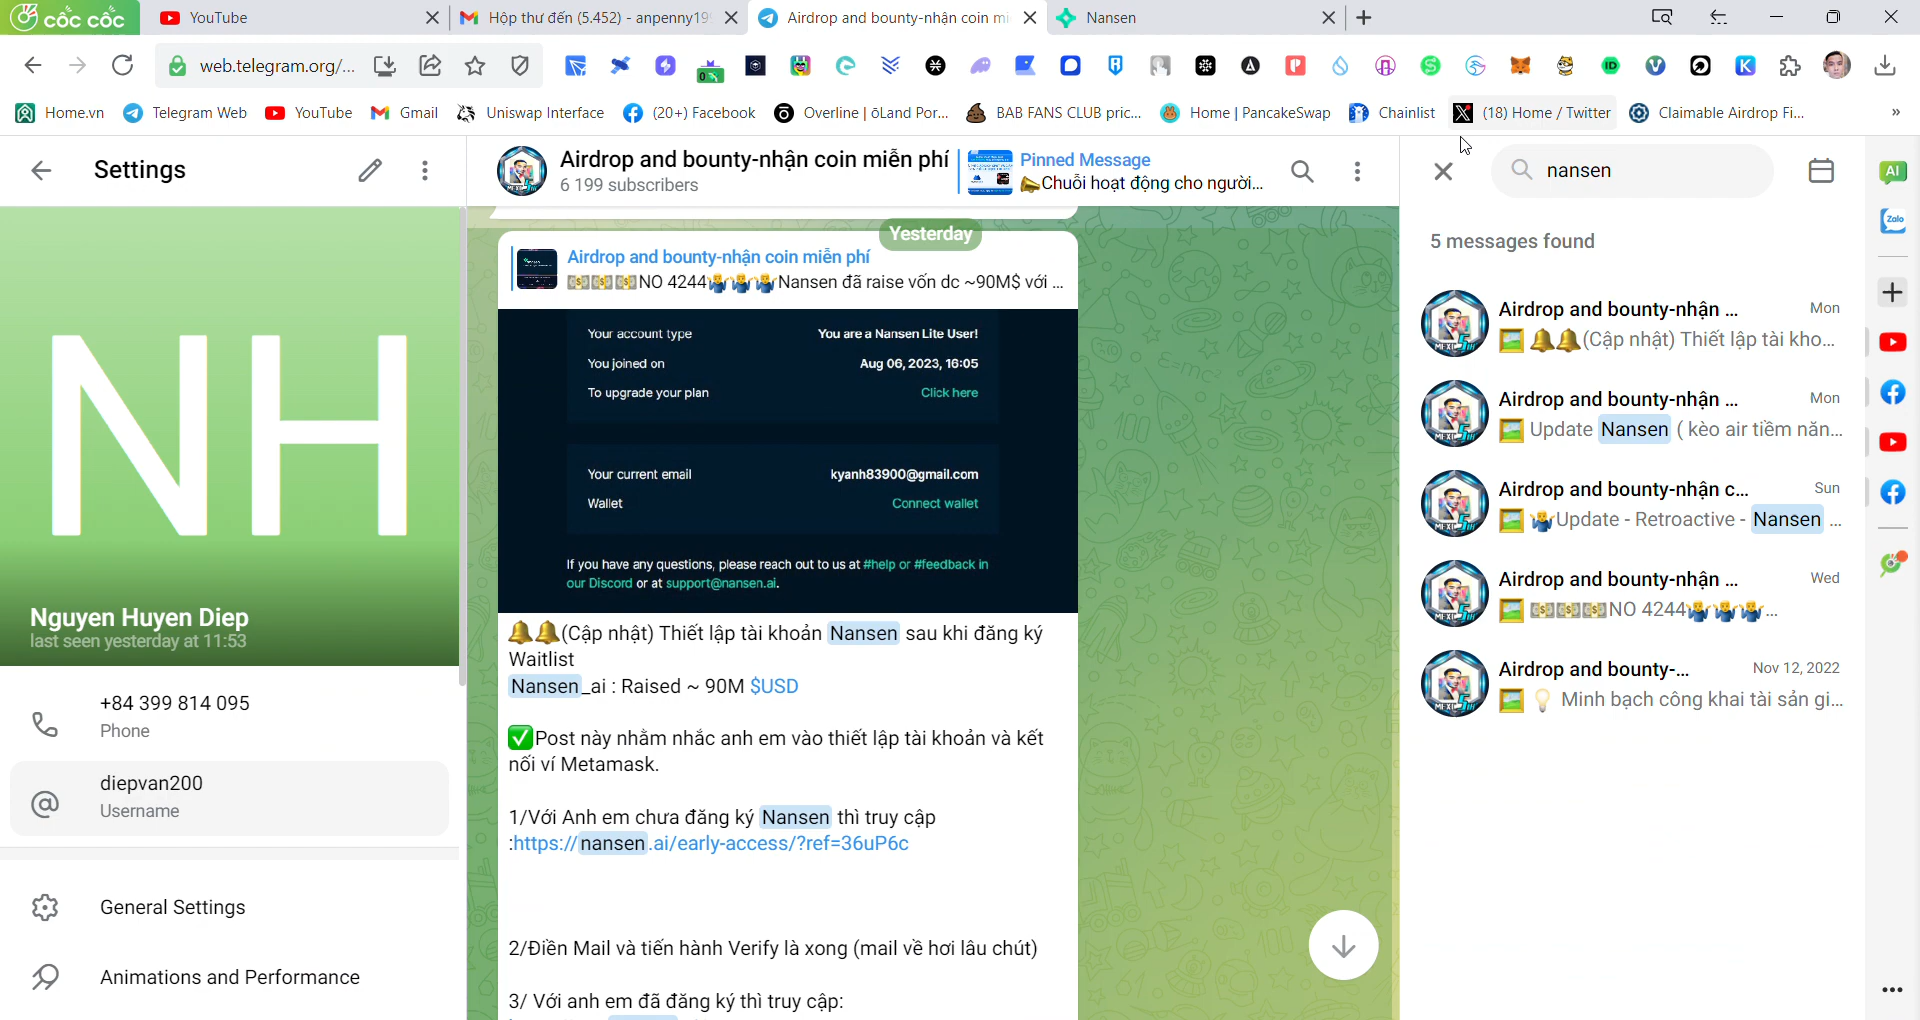 cốc cốc
YouTube
Hộp thư đến (5.452) - anpenny19
Airdrop and bounty-nhận coin mi
Nansen
web.telegram.org/...
Home.vn
Telegram Web
YouTube
Gmail
Uniswap Interface
(20+) Facebook
Overline | ōLand Por...
BAB FANS CLUB pric...
Home | PancakeSwap
Chainlist
(18) Home / Twitter
Claimable Airdrop Fi...
»
Settings
NH
Nguyen Huyen Diep
last seen yesterday at 11:53
+84 399 814 095
Phone
diepvan200
Username
General Settings
Animations and Performance
Airdrop and bounty-nhận coin miễn phí
6 199 subscribers
Pinned Message
📣Chuỗi hoạt động cho người...
Yesterday
Airdrop and bounty-nhận coin miễn phí
💵💵💵NO 4244🤷‍♂️🤷‍♂️🤷‍♂️Nansen đã raise vốn dc ~90M$ với ...
Your account type You are a Nansen Lite User!
You joined on Aug 06, 2023, 16:05
To upgrade your plan Click here
Your current email kyanh83900@gmail.com
Wallet Connect wallet
If you have any questions, please reach out to us at #help or #feedback in
our Discord or at support@nansen.ai.
🔔🔔(Cập nhật) Thiết lập tài khoản Nansen sau khi đăng ký
Waitlist
Nansen_ai : Raised ~ 90M $USD
✅Post này nhằm nhắc anh em vào thiết lập tài khoản và kết
nối ví Metamask.
1/Với Anh em chưa đăng ký Nansen thì truy cập
:https://nansen.ai/early-access/?ref=36uP6c
2/Điền Mail và tiến hành Verify là xong (mail về hơi lâu chút)
3/ Với anh em đã đăng ký thì truy cập:
nansen
5 messages found
Airdrop and bounty-nhận ... Mon
🔔🔔(Cập nhật) Thiết lập tài kho...
Airdrop and bounty-nhận ... Mon
Update Nansen ( kèo air tiềm năn...
Airdrop and bounty-nhận c... Sun
🤷‍♂️Update - Retroactive - Nansen ...
Airdrop and bounty-nhận ... Wed
💵💵💵NO 4244🤷‍♂️🤷‍♂️🤷‍♂️...
Airdrop and bounty-... Nov 12, 2022
💡 Minh bạch công khai tài sản gi...
AI
Zalo